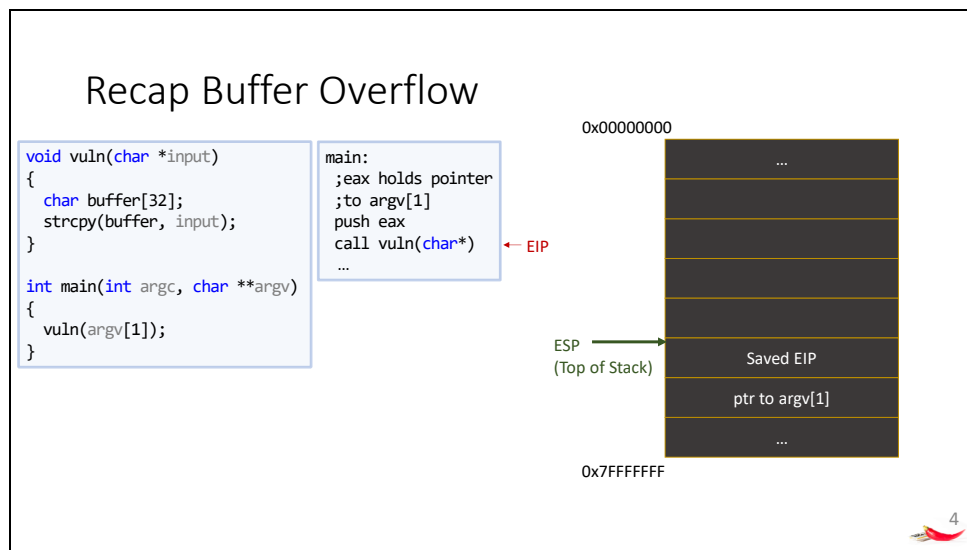 Recap Buffer Overflow
void vuln(char *input)
{
char buffer[32];
strcpy(buffer, input);
}
int main(int argc, char **argv)
{
vuln(argv[1]);
}
main:
;eax holds pointer
;to argv[1]
push eax
call vuln(char*)
…
EIP
0x00000000
…
ESP
(Top of Stack)
Saved EIP
ptr to argv[1]
…
0x7FFFFFFF
4